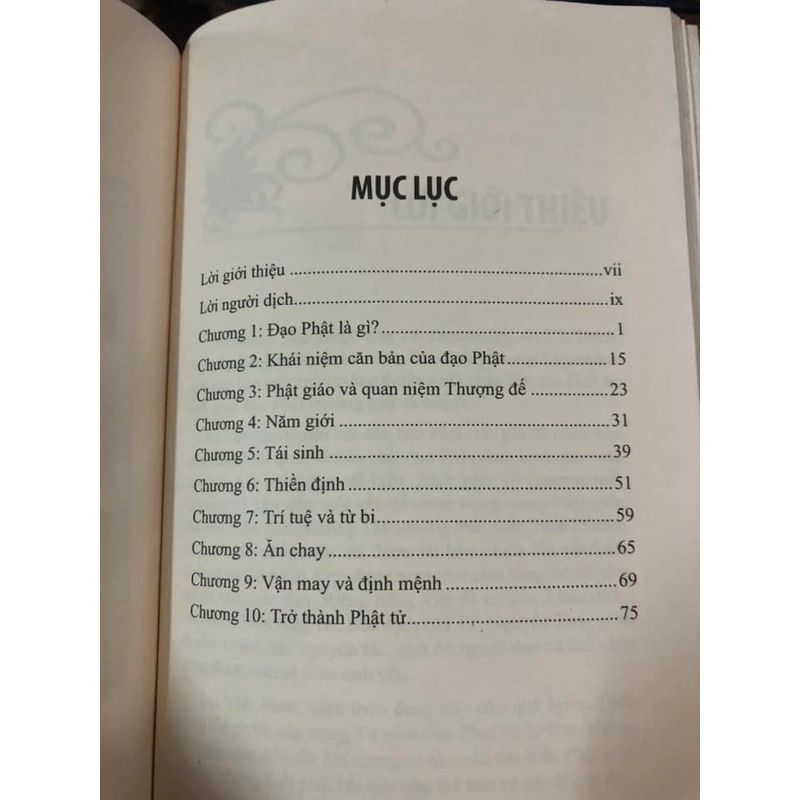 MỤC LỤC
LỜI GIỚI THIỆU
Lời giới thiệu ..........vii
Lời người dịch..........ix
Chương 1: Đạo Phật là gì?..........1
Chương 2: Khái niệm căn bản của đạo Phật..........15
Chương 3: Phật giáo và quan niệm Thượng đế ..........23
Chương 4: Năm giới ..........31
Chương 5: Tái sinh ..........39
Chương 6: Thiền định..........51
Chương 7: Trí tuệ và từ bi..........59
Chương 8: Ăn chay..........65
Chương 9: Vận may và định mệnh ..........69
Chương 10: Trở thành Phật tử..........75